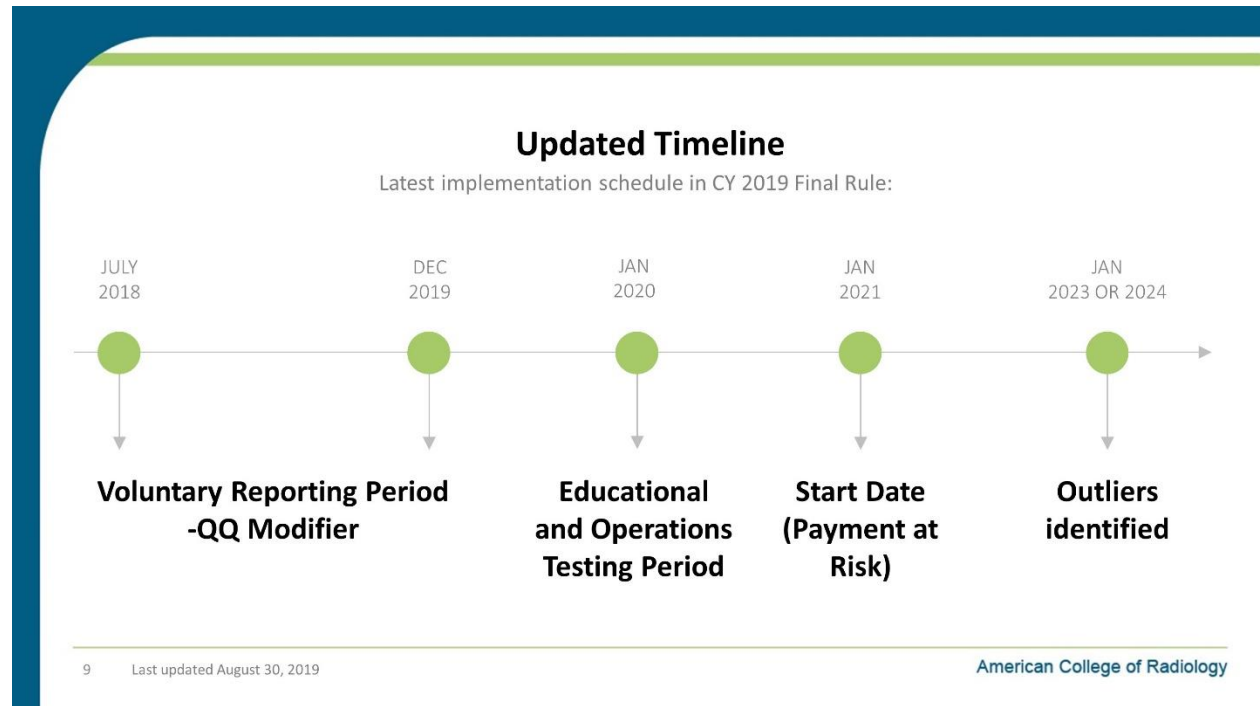 Updated Timeline
Latest implementation schedule in CY 2019 Final Rule:
JULY
2018
DEC
2019
JAN
2020
JAN
2021
JAN
2023 OR 2024
Voluntary Reporting Period
-QQ Modifier
Educational
and Operations
Testing Period
Start Date
(Payment at
Risk)
Outliers
identified
9
Last updated August 30, 2019
American College of Radiology